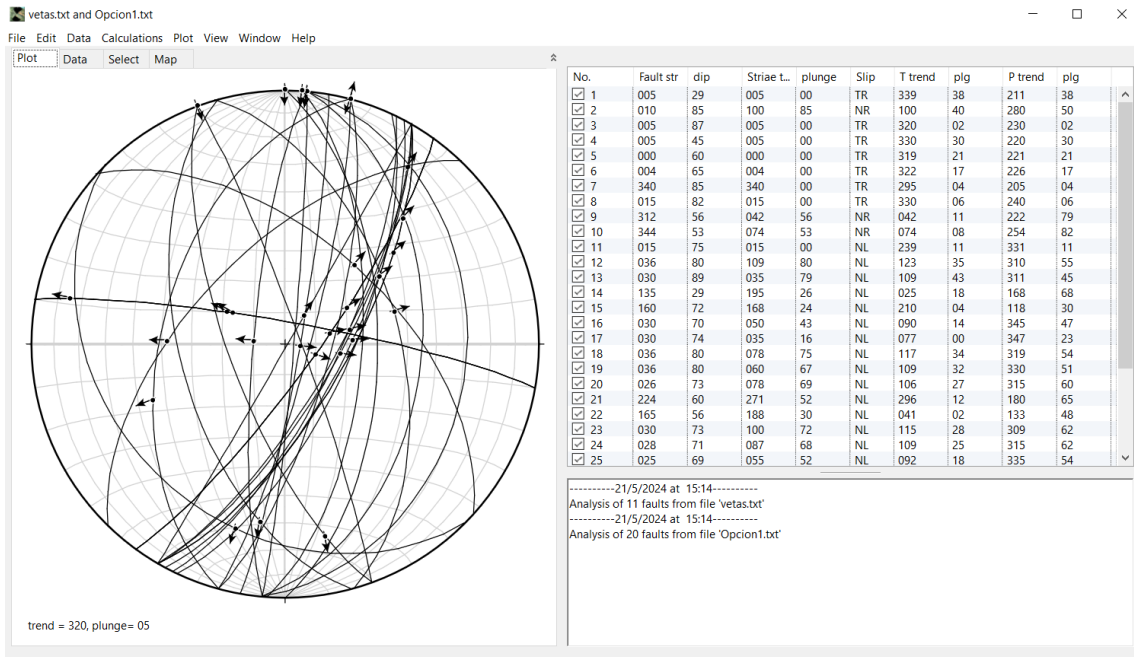 vetas.txt and Opcion1.txt
File Edit Data Calculations Plot View Window Help
Plot Data Select Map
No. Fault str dip Striae t... plunge Slip T trend plg P trend plg
1 005 29 005 00 TR 339 38 211 38
2 010 85 100 85 NR 100 40 280 50
3 005 87 005 00 TR 320 02 230 02
4 005 45 005 00 TR 330 30 220 30
5 000 60 000 00 TR 319 21 221 21
6 004 65 004 00 TR 322 17 226 17
7 340 85 340 00 TR 295 04 205 04
8 015 82 015 00 TR 330 06 240 06
9 312 56 042 56 NR 042 11 222 79
10 344 53 074 53 NR 074 08 254 82
11 015 75 015 00 NL 239 11 331 11
12 036 80 109 80 NL 123 35 310 55
13 030 89 035 79 NL 109 43 311 45
14 135 29 195 26 NL 025 18 168 68
15 160 72 168 24 NL 210 04 118 30
16 030 70 050 43 NL 090 14 345 47
17 030 74 035 16 NL 077 00 347 23
18 036 80 078 75 NL 117 34 319 54
19 036 80 060 67 NL 109 32 330 51
20 026 73 078 69 NL 106 27 315 60
21 224 60 271 52 NL 296 12 180 65
22 165 56 188 30 NL 041 02 133 48
23 030 73 100 72 NL 115 28 309 62
24 028 71 087 68 NL 109 25 315 62
25 025 69 055 52 NL 092 18 335 54
----------21/5/2024 at 15:14----------
Analysis of 11 faults from file 'vetas.txt'
----------21/5/2024 at 15:14----------
Analysis of 20 faults from file 'Opcion1.txt'
trend = 320, plunge= 05